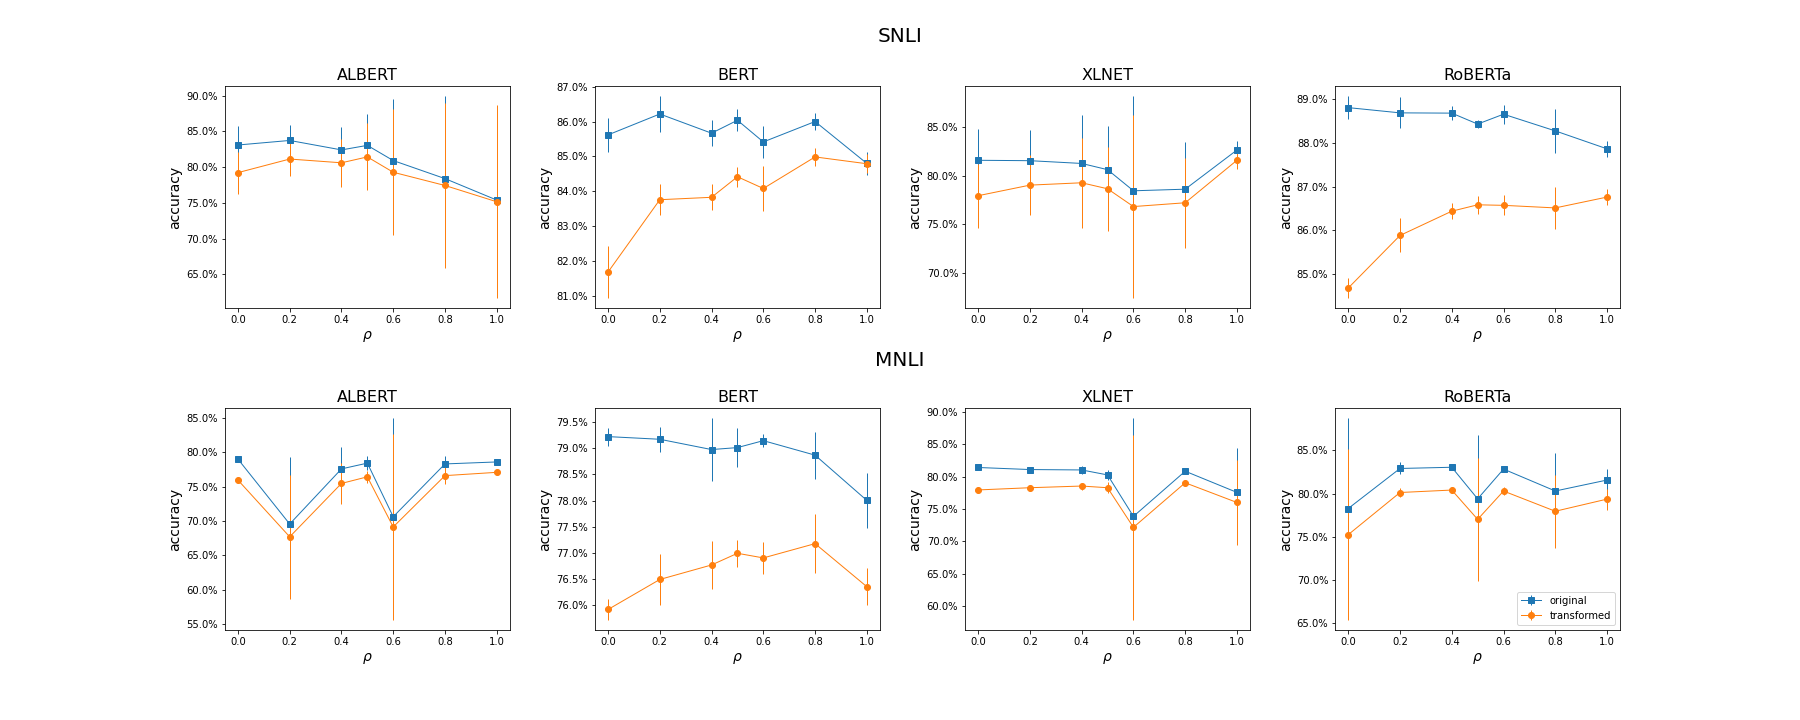 SNLI
ALBERT
90.0%
85.0%
80.0%
75.0%
70.0%
65.0%
accuracy
0.0 0.2 0.4 0.6 0.8 1.0
ρ
BERT
87.0%
86.0%
85.0%
84.0%
83.0%
82.0%
81.0%
accuracy
0.0 0.2 0.4 0.6 0.8 1.0
ρ
XLNET
85.0%
80.0%
75.0%
70.0%
accuracy
0.0 0.2 0.4 0.6 0.8 1.0
ρ
RoBERTa
89.0%
88.0%
87.0%
86.0%
85.0%
accuracy
0.0 0.2 0.4 0.6 0.8 1.0
ρ
MNLI
ALBERT
85.0%
80.0%
75.0%
70.0%
65.0%
60.0%
55.0%
accuracy
0.0 0.2 0.4 0.6 0.8 1.0
ρ
BERT
79.5%
79.0%
78.5%
78.0%
77.5%
77.0%
76.5%
76.0%
accuracy
0.0 0.2 0.4 0.6 0.8 1.0
ρ
XLNET
90.0%
85.0%
80.0%
75.0%
70.0%
65.0%
60.0%
accuracy
0.0 0.2 0.4 0.6 0.8 1.0
ρ
RoBERTa
85.0%
80.0%
75.0%
70.0%
65.0%
accuracy
original
transformed
0.0 0.2 0.4 0.6 0.8 1.0
ρ